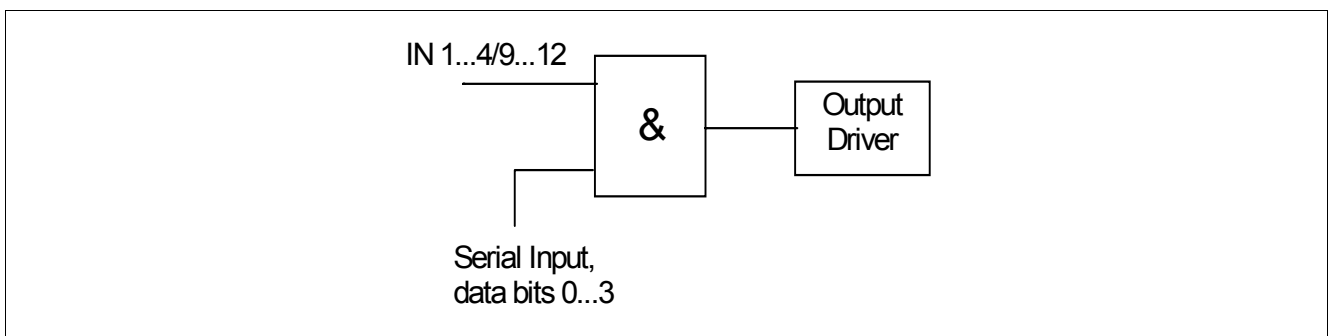 IN 1...4/9...12
&
Output
Driver
Serial Input,
data bits 0...3